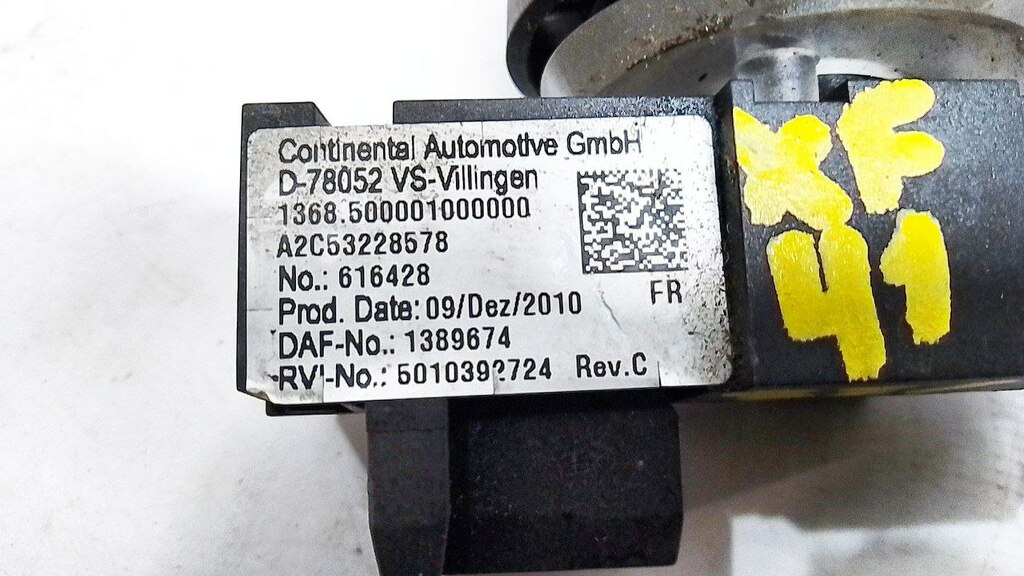 Continental Automotive GmbH
D-78052 VS-Villingen
1368.500001000000
A2C53228578
No.: 616428
Prod. Date: 09/Dez/2010
DAF-No.: 1389674
RVI-No.: 5010392724 Rev.C
FR
XF
41